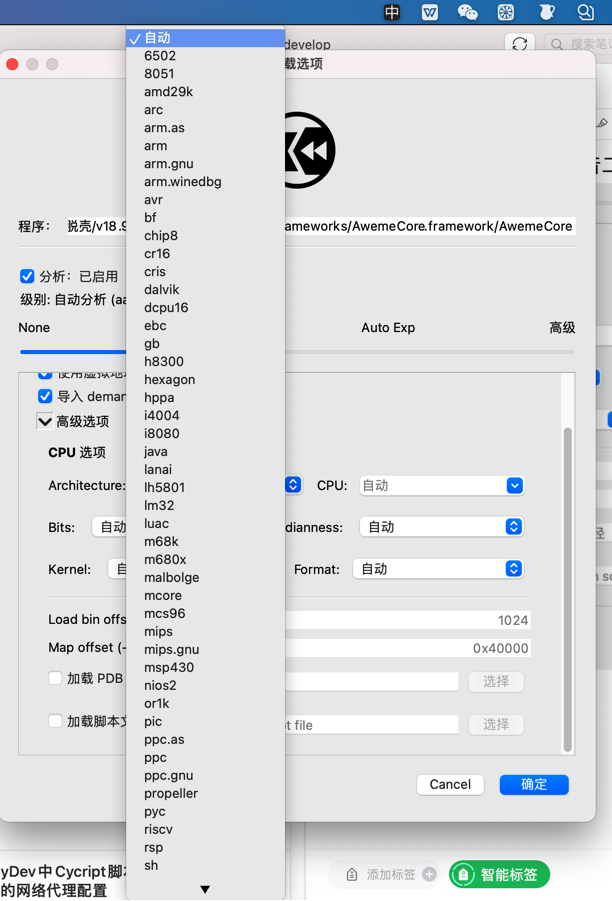 中
develop
搜索笔记
载选项
程序:
脱壳/v18.9
ameworks/AwemeCore.framework/AwemeCore
分析：已启用
级别: 自动分析 (aa
None
Auto Exp
高级
使用虚拟地
导入 deman
高级选项
CPU 选项
Architecture:
CPU:
自动
Bits:
自动
dianness:
自动
Kernel:
自
Format:
自动
Load bin offs
1024
Map offset (-
0x40000
加载 PDB
选择
加载脚本文
t file
选择
Cancel
确定
自动
6502
8051
amd29k
arc
arm.as
arm
arm.gnu
arm.winedbg
avr
bf
chip8
cr16
cris
dalvik
dcpu16
ebc
gb
h8300
hexagon
hppa
i4004
i8080
java
lanai
lh5801
lm32
luac
m68k
m680x
malbolge
mcore
mcs96
mips
mips.gnu
msp430
nios2
or1k
pic
ppc.as
ppc
ppc.gnu
propeller
pyc
riscv
rsp
sh
yDev中Cycript脚本
的网络代理配置
添加标签
智能标签